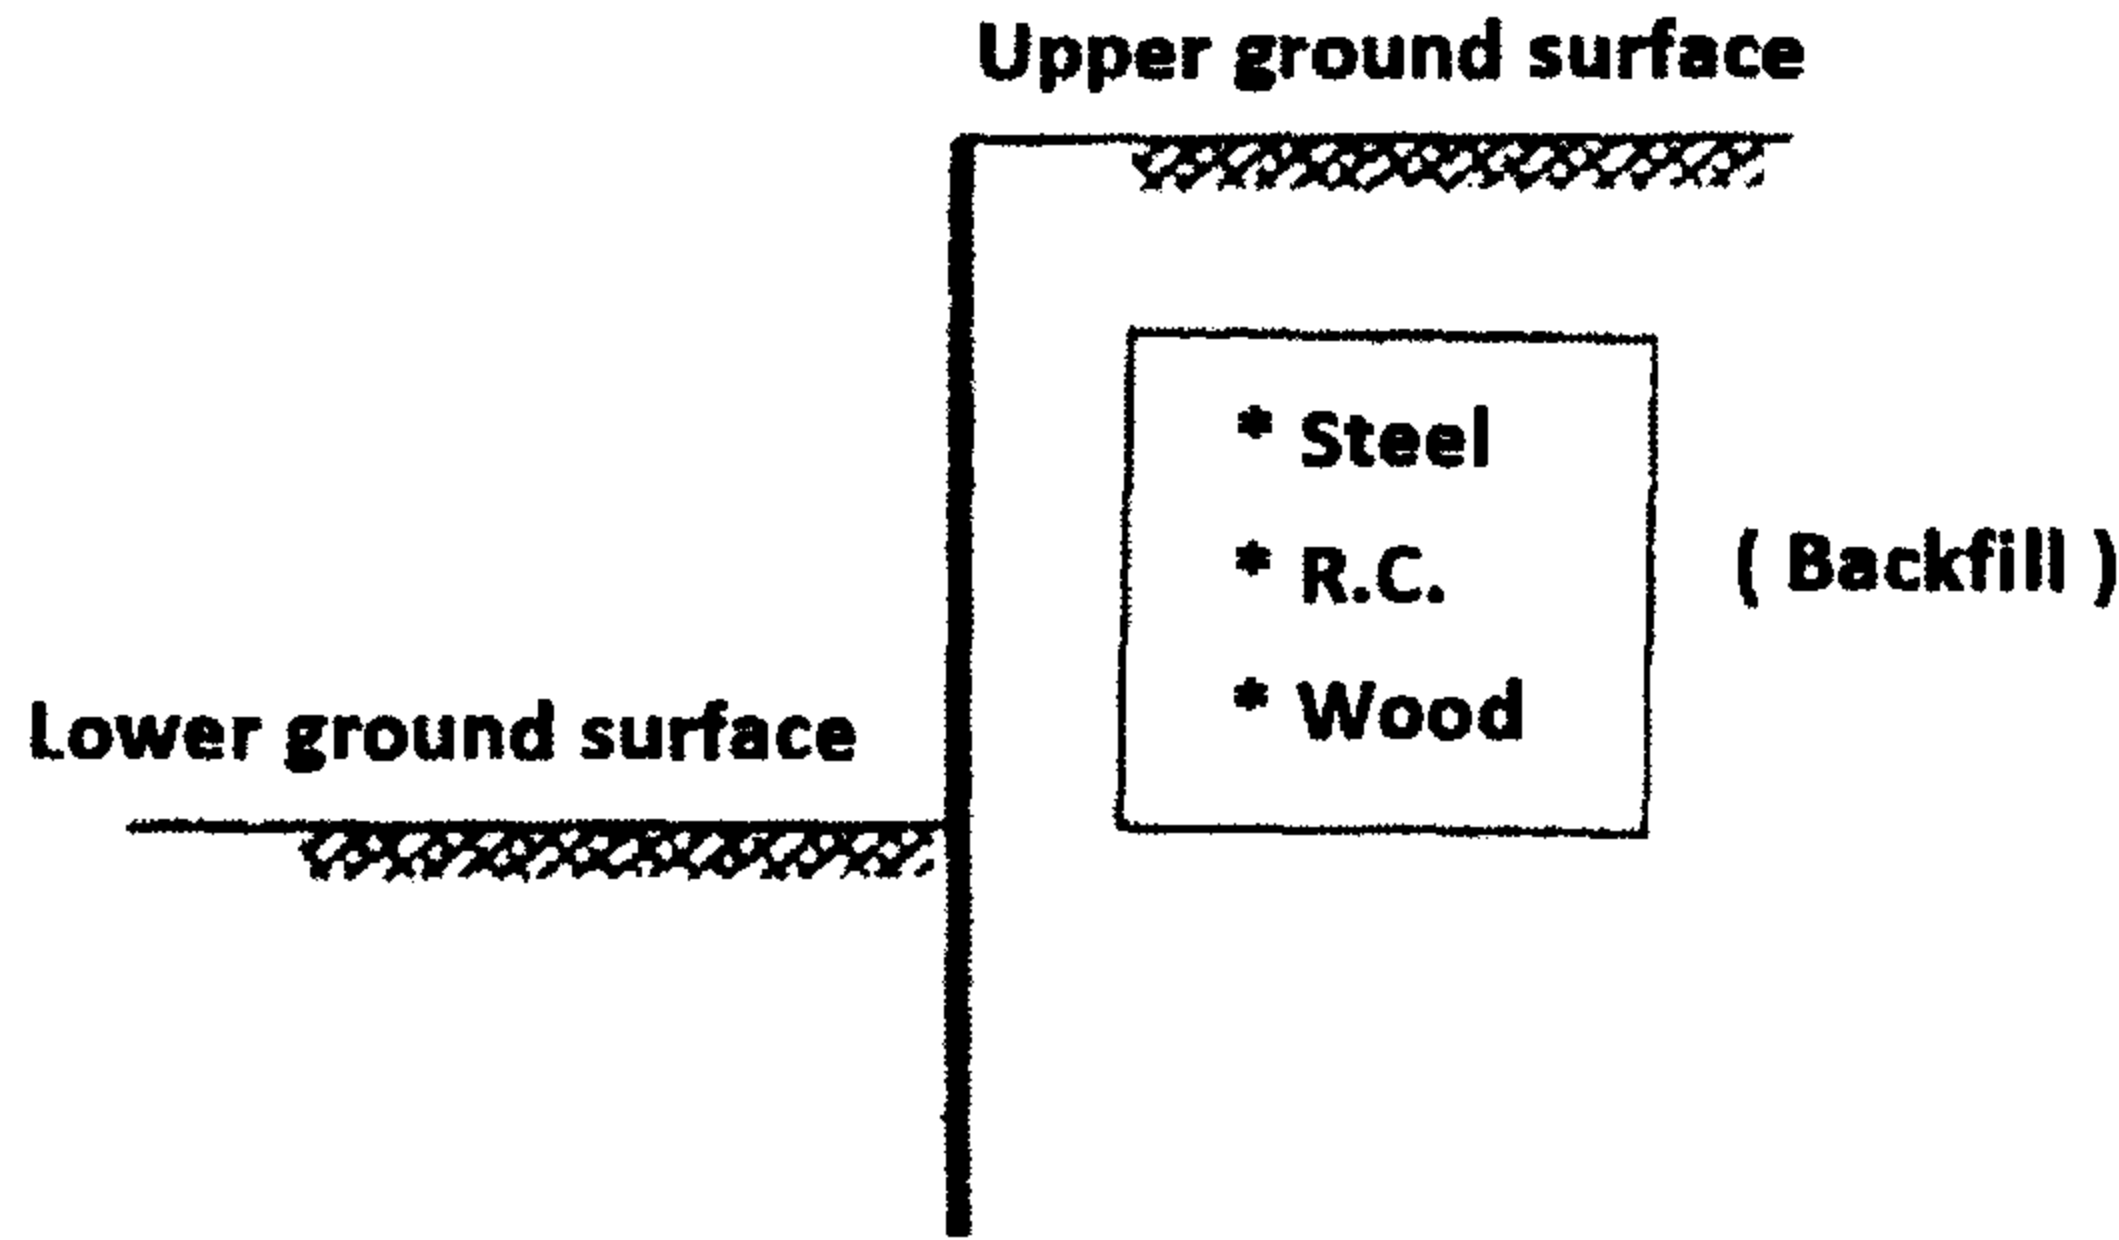 Upper ground surface
* Steel
* R.C.
( Backfill )
* Wood
Lower ground surface